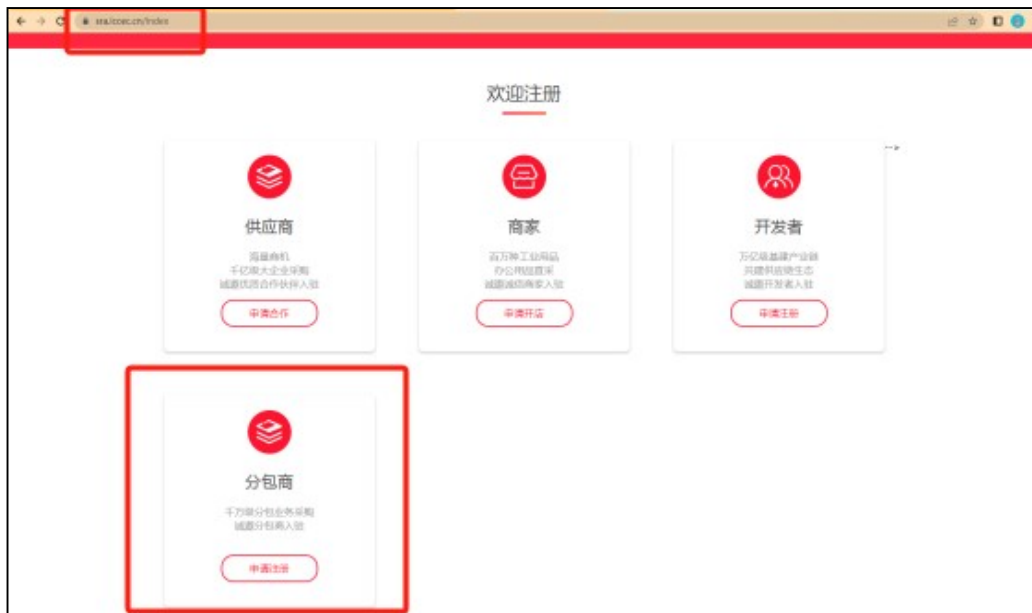 欢迎注册
供应商
海量商机
千亿级大企业采购
诚邀优质合作伙伴入驻
申请合作
商家
百万种工业用品
办公用品直采
诚邀诚信商家入驻
申请开店
开发者
万亿级基建产业链
共建供应链生态
诚邀开发者入驻
申请注册
-->
分包商
千万级分包业务采购
诚邀分包商入驻
申请注册